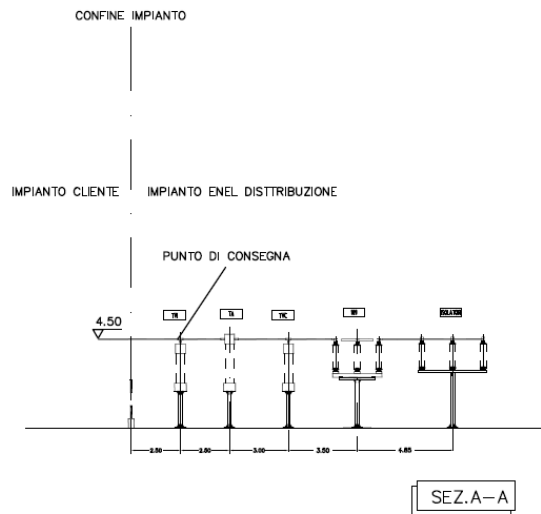 CONFINE IMPIANTO
IMPIANTO CLIENTE
IMPIANTO ENEL DISTTRIBUZIONE
PUNTO DI CONSEGNA
4.50
TA
ISOLATORI
2.50
2.50
3.00
3.50
4.85
SEZ.A-A